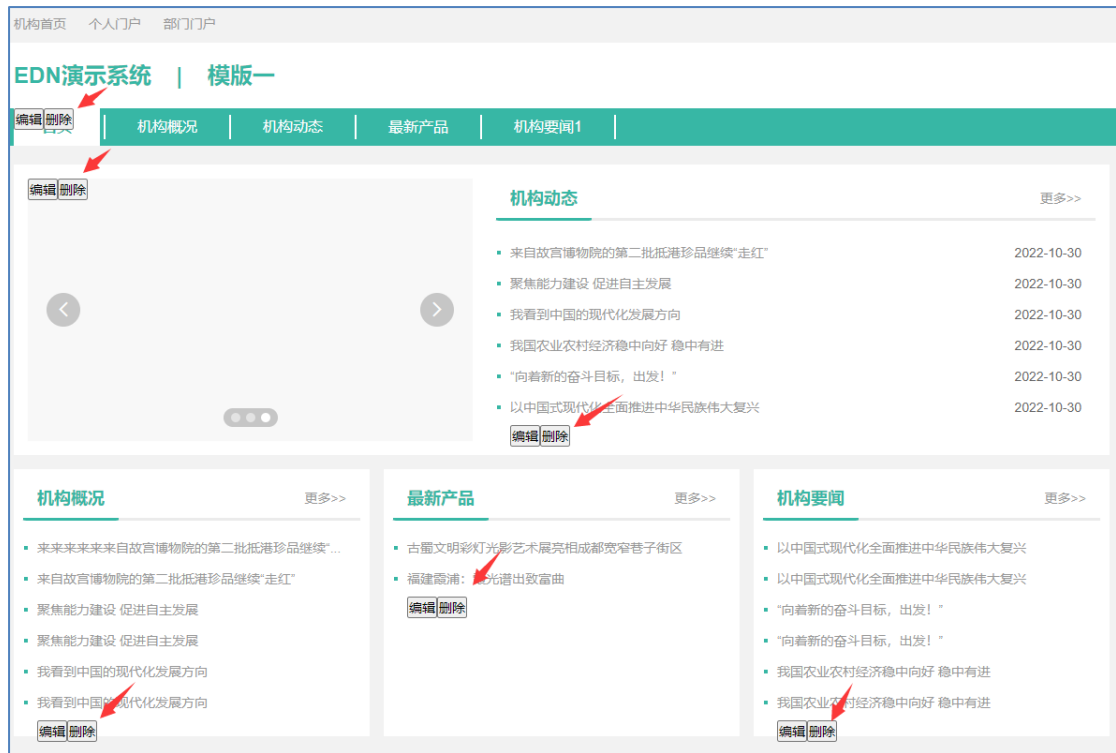 机构首页 个人门户 部门门户
EDN演示系统 | 模版一
编辑 删除
首页 机构概况 机构动态 最新产品 机构要闻1
编辑 删除
机构动态 更多>>
来自故宫博物院的第二批抵港珍品继续“走红” 2022-10-30
聚焦能力建设 促进自主发展 2022-10-30
我看到中国的现代化发展方向 2022-10-30
我国农业农村经济稳中向好 稳中有进 2022-10-30
“向着新的奋斗目标，出发！” 2022-10-30
以中国式现代化全面推进中华民族伟大复兴 2022-10-30
编辑 删除
机构概况 更多>>
来来来来来来自故宫博物院的第二批抵港珍品继续“...
来自故宫博物院的第二批抵港珍品继续“走红”
聚焦能力建设 促进自主发展
聚焦能力建设 促进自主发展
我看到中国的现代化发展方向
我看到中国的现代化发展方向
编辑 删除
最新产品 更多>>
古蜀文明彩灯光影艺术展亮相成都宽窄巷子街区
福建霞浦：光谱出致富曲
编辑 删除
机构要闻 更多>>
以中国式现代化全面推进中华民族伟大复兴
以中国式现代化全面推进中华民族伟大复兴
“向着新的奋斗目标，出发！”
“向着新的奋斗目标，出发！”
我国农业农村经济稳中向好 稳中有进
我国农业农村经济稳中向好 稳中有进
编辑 删除